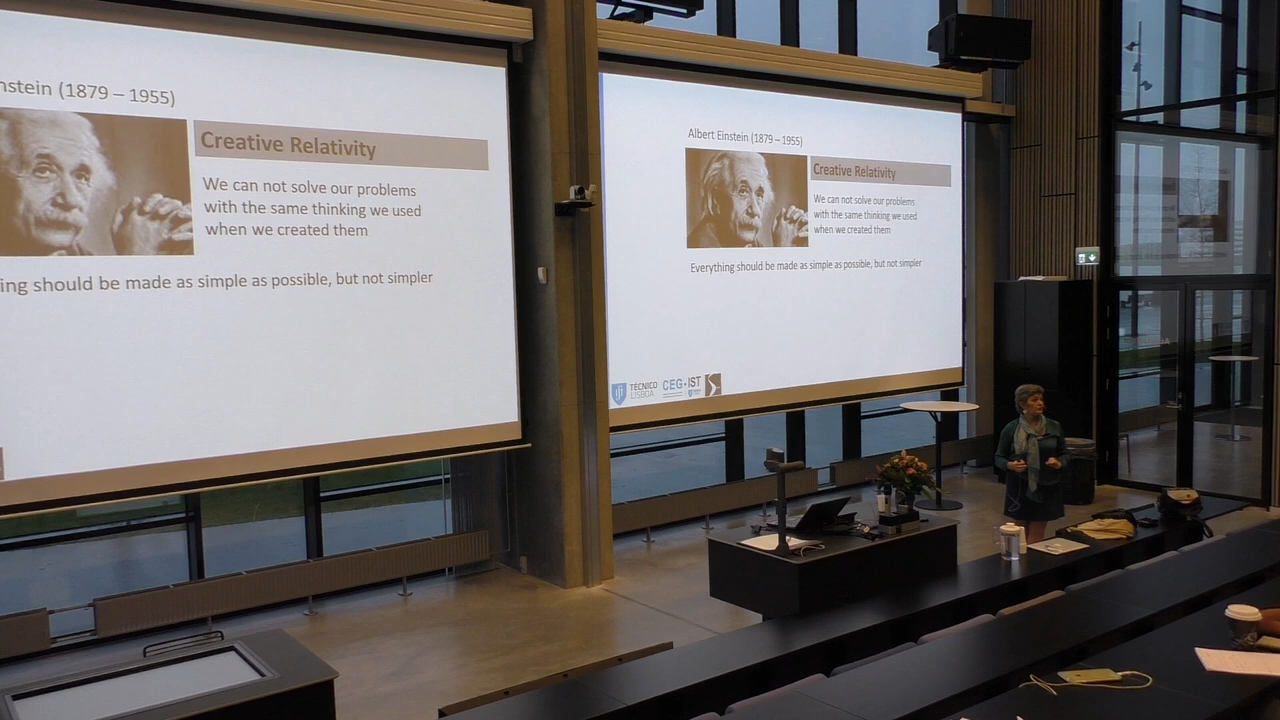 nstein (1879 – 1955)
Creative Relativity
We can not solve our problems
with the same thinking we used
when we created them
ing should be made as simple as possible, but not simpler
Albert Einstein (1879 – 1955)
Creative Relativity
We can not solve our problems
with the same thinking we used
when we created them
Everything should be made as simple as possible, but not simpler
TÉCNICO
LISBOA
CEG-IST